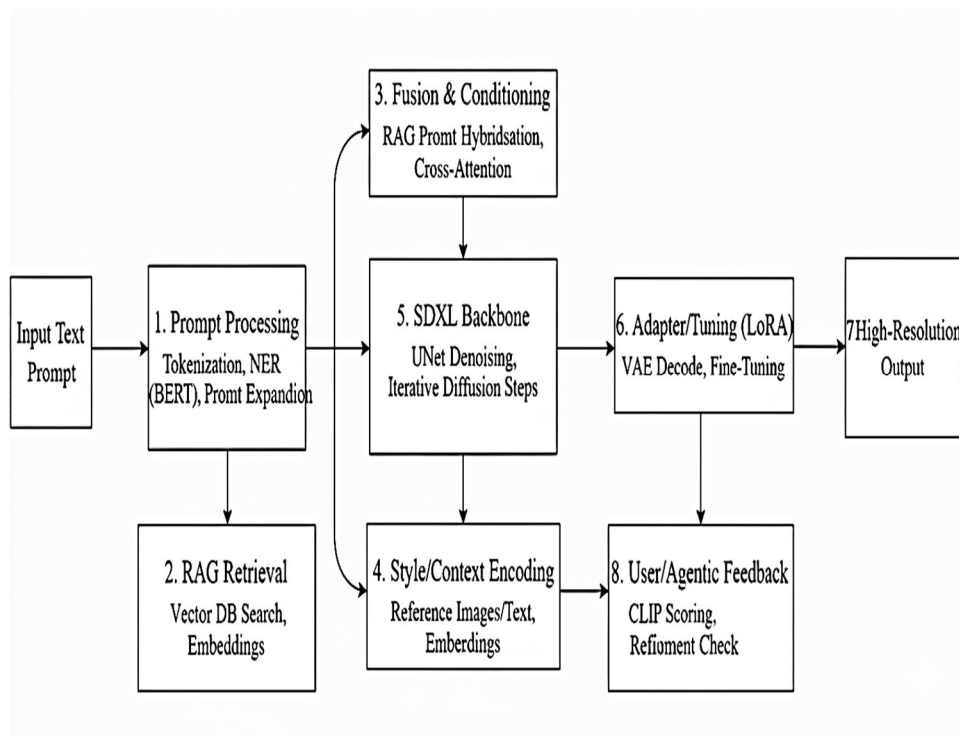 Input Text
Prompt
1. Prompt Processing
Tokenization, NER
(BERT), Promt Expandion
2. RAG Retrieval
Vector DB Search,
Embeddings
3. Fusion & Conditioning
RAG Promt Hybridsation,
Cross-Attention
4. Style/Context Encoding
Reference Images/Text,
Emberdings
5. SDXL Backbone
UNet Denoising,
Iterative Diffusion Steps
6. Adapter/Tuning (LoRA)
VAE Decode, Fine-Tuning
7High-Resolution
Output
8. User/Agentic Feedback
CLIP Scoring,
Refioment Check